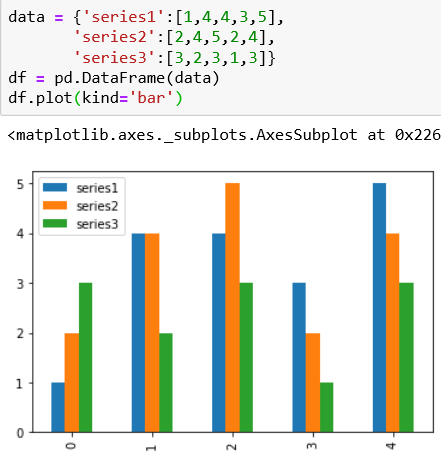 data = {'series1':[1,4,4,3,5],
'series2':[2,4,5,2,4],
'series3':[3,2,3,1,3]}
df = pd.DataFrame(data)
df.plot(kind='bar')
<matplotlib.axes._subplots.AxesSubplot at 0x226
series1
series2
series3
5
4
3
2
1
0
0 1 2 3 4